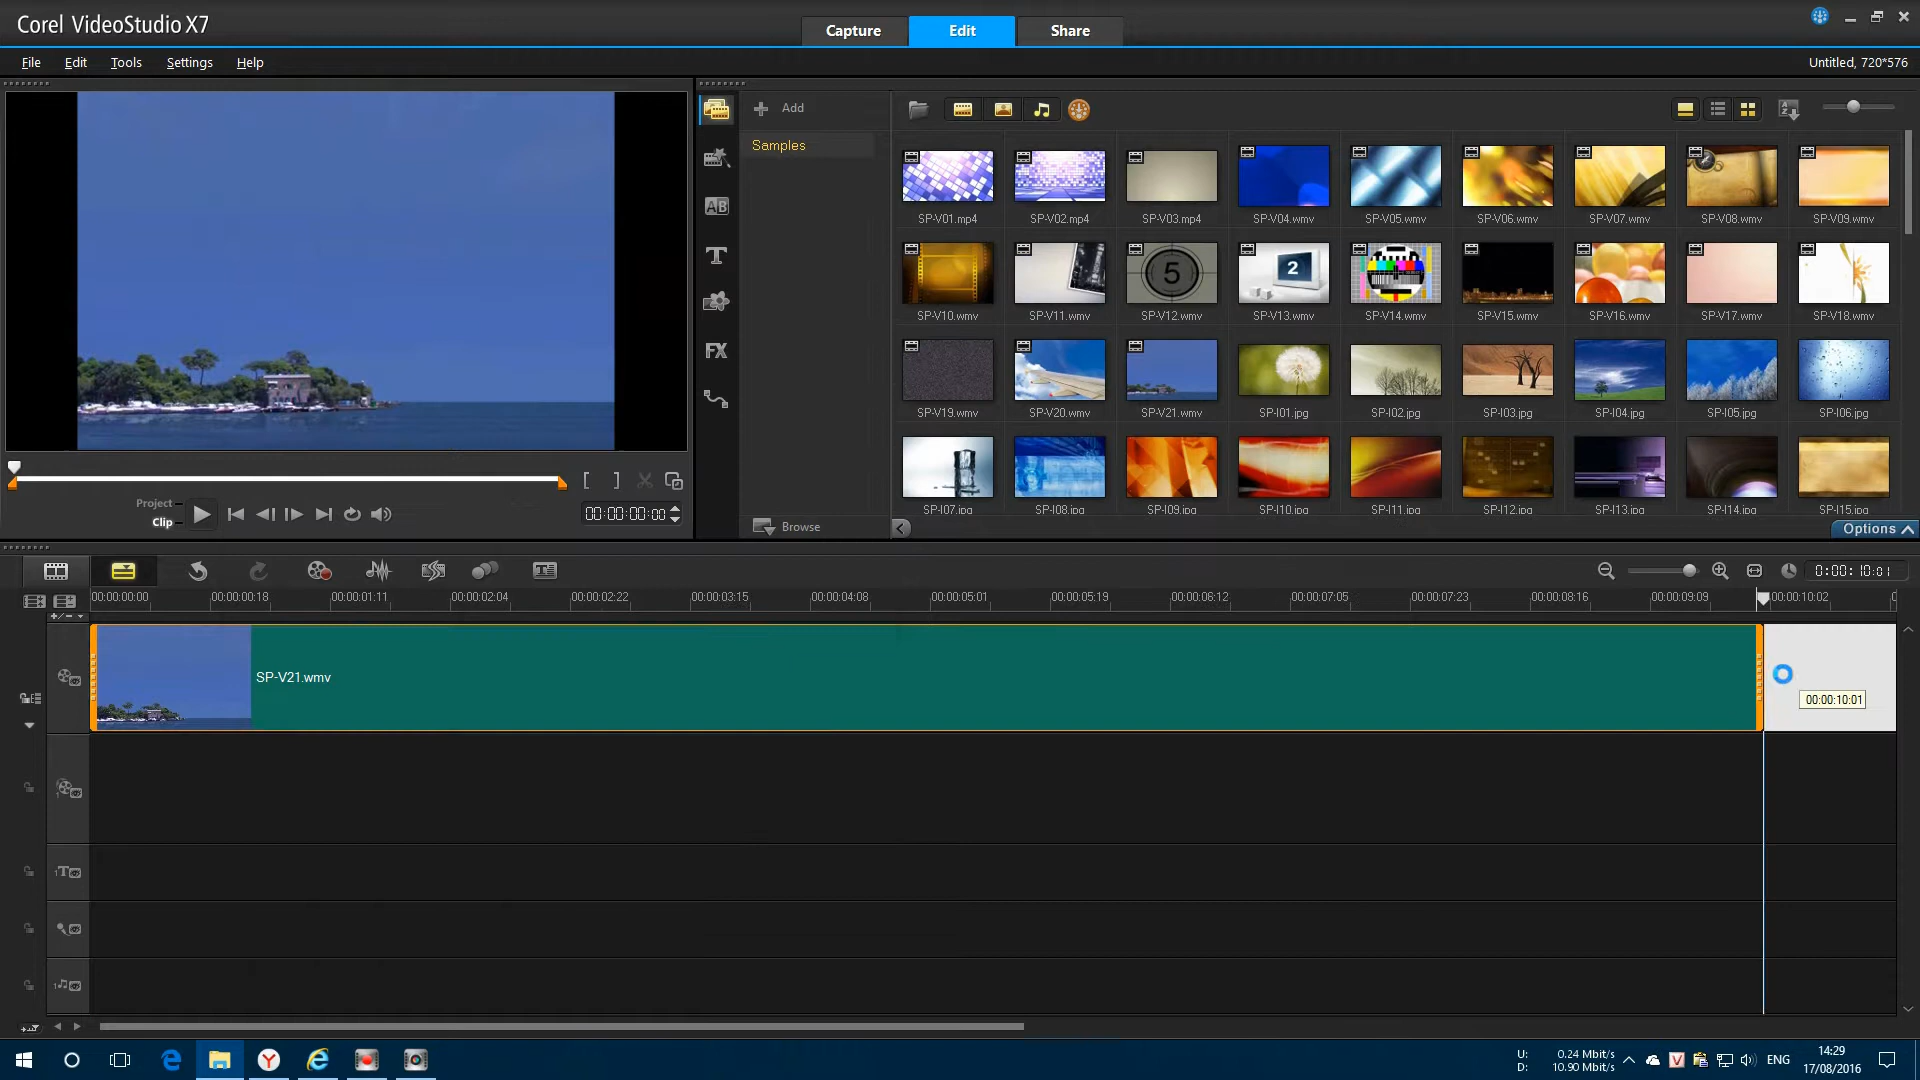 Corel VideoStudio X7
Capture
Edit
Share
File
Edit
Tools
Settings
Help
Untitled, 720*576
Add
Samples
SP-V01.mp4
SP-V02.mp4
SP-V03.mp4
SP-V04.wmv
SP-V05.wmv
SP-V06.wmv
SP-V07.wmv
SP-V08.wmv
SP-V09.wmv
5
2
SP-V10.wmv
SP-V11.wmv
SP-V12.wmv
SP-V13.wmv
SP-V14.wmv
SP-V15.wmv
SP-V16.wmv
SP-V17.wmv
SP-V18.wmv
SP-V19.wmv
SP-V20.wmv
SP-V21.wmv
SP-I01.jpg
SP-I02.jpg
SP-I03.jpg
SP-I04.jpg
SP-I05.jpg
SP-I06.jpg
SP-I07.jpg
SP-I08.jpg
SP-I09.jpg
SP-I10.jpg
SP-I11.jpg
SP-I12.jpg
SP-I13.jpg
SP-I14.jpg
SP-I15.jpg
AB
T
FX
Project
Clip
00:00:00:00
Browse
Options
0:00:10:01
00:00:00:00
00:00:00:18
00:00:01:11
00:00:02:04
00:00:02:22
00:00:03:15
00:00:04:08
00:00:05:01
00:00:05:19
00:00:06:12
00:00:07:05
00:00:07:23
00:00:08:16
00:00:09:09
00:00:10:02
SP-V21.wmv
00:00:10:01
1
1T
1
U: 0.24 Mbit/s
D: 10.90 Mbit/s
ENG
14:29
17/08/2016